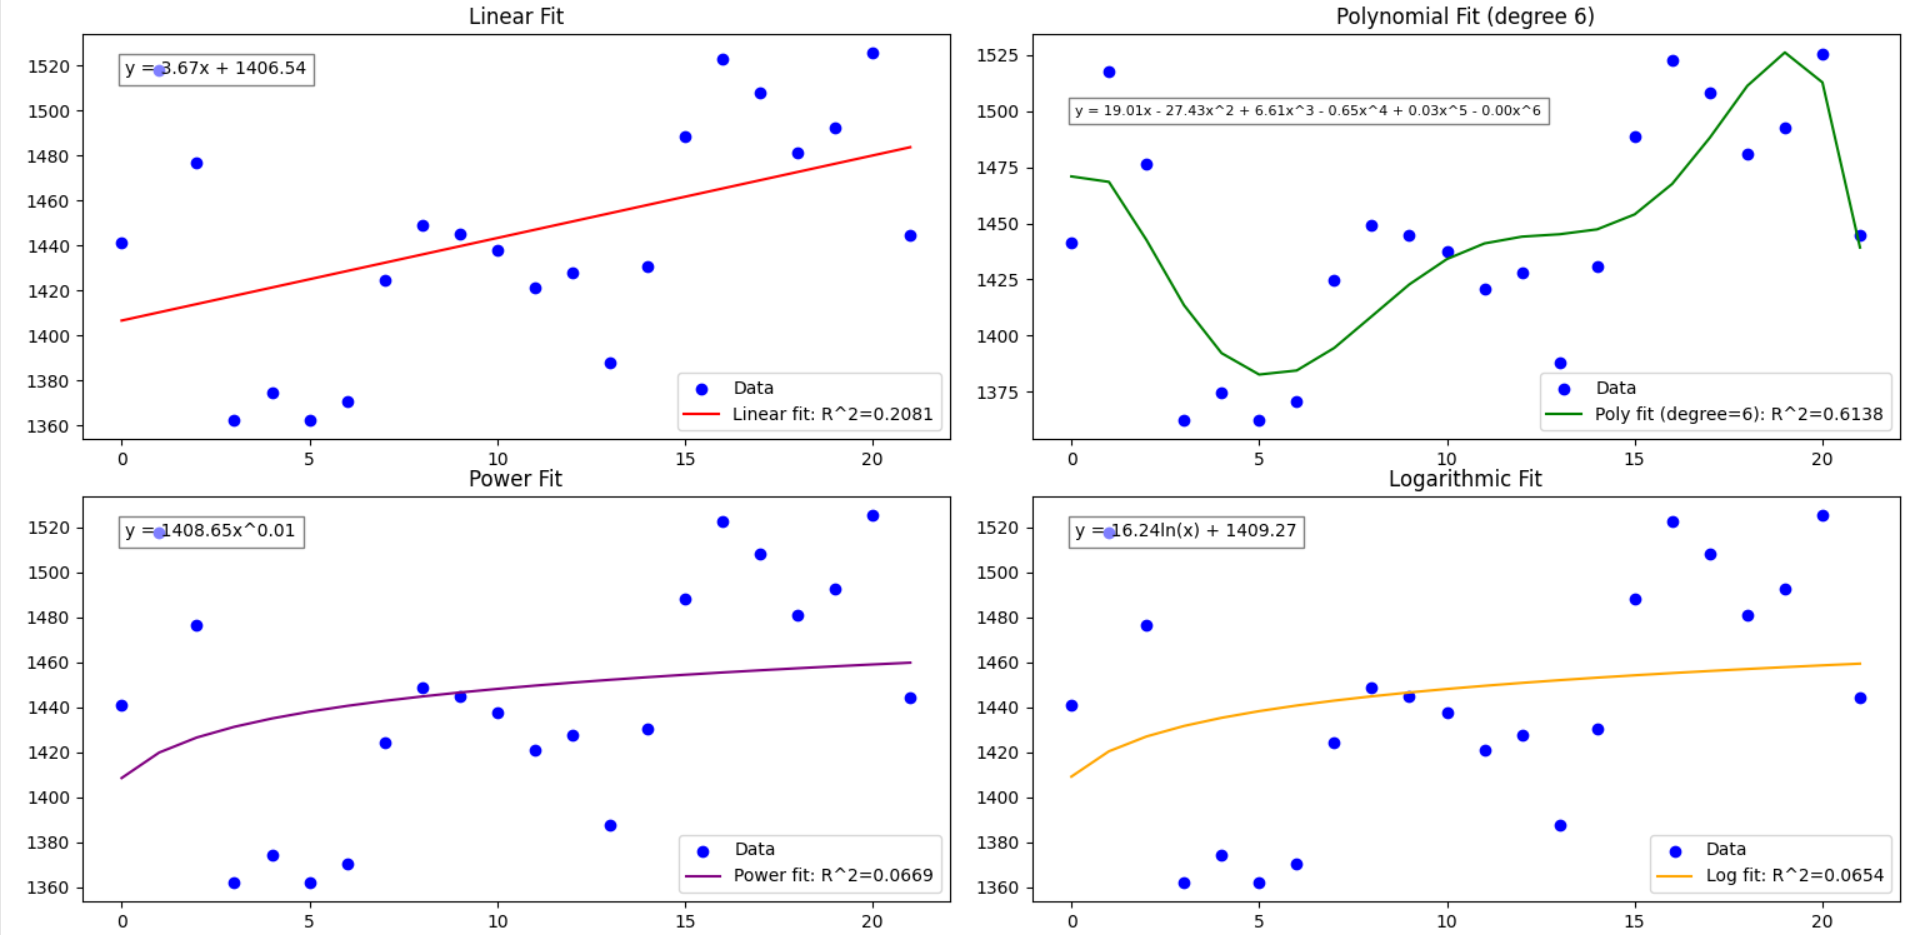 Linear Fit
y = 3.67x + 1406.54
1520
1500
1480
1460
1440
1420
1400
1380
1360
Data
Linear fit: R^2=0.2081
0 5 10 15 20
Polynomial Fit (degree 6)
y = 19.01x - 27.43x^2 + 6.61x^3 - 0.65x^4 + 0.03x^5 - 0.00x^6
1525
1500
1475
1450
1425
1400
1375
Data
Poly fit (degree=6): R^2=0.6138
0 5 10 15 20
Power Fit
y = 1408.65x^0.01
1520
1500
1480
1460
1440
1420
1400
1380
1360
Data
Power fit: R^2=0.0669
0 5 10 15 20
Logarithmic Fit
y = 16.24ln(x) + 1409.27
1520
1500
1480
1460
1440
1420
1400
1380
1360
Data
Log fit: R^2=0.0654
0 5 10 15 20